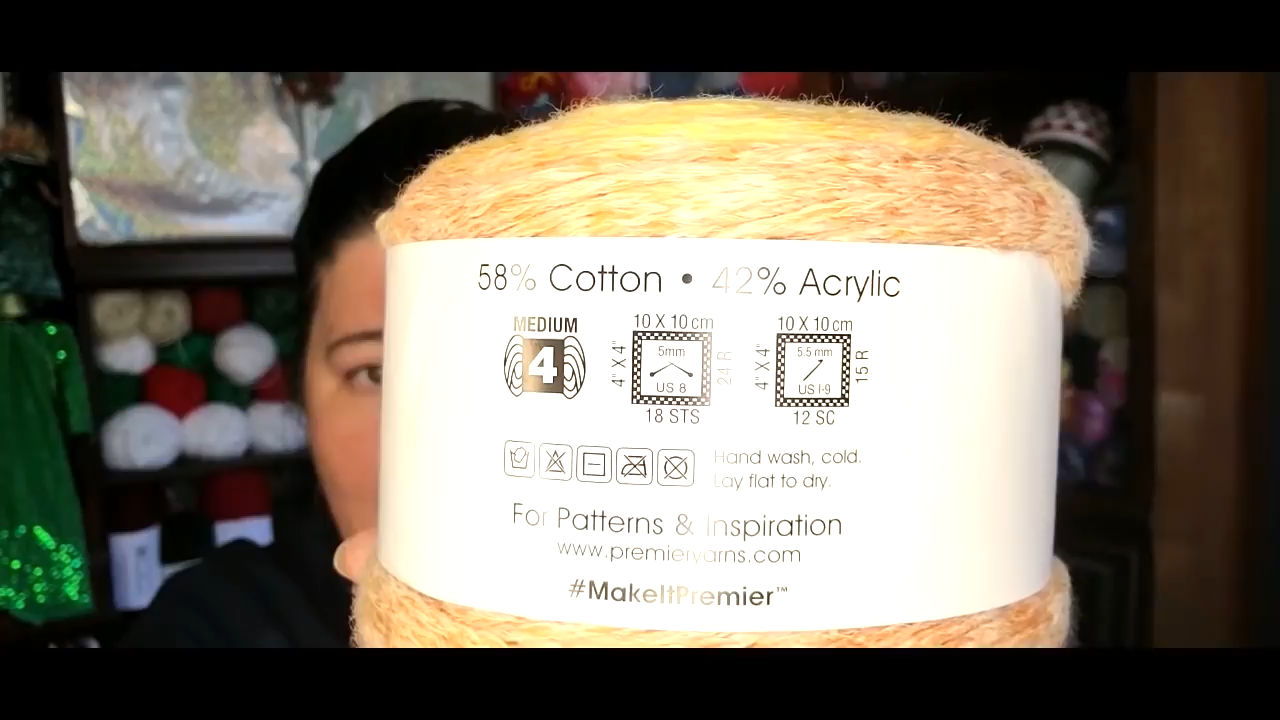 58% Cotton • 42% Acrylic
MEDIUM
4
10 X 10 cm
4" X 4"
5mm
US 8
24 R
18 STS
10 X 10 cm
4" X 4"
5.5 mm
US I-9
15 R
12 SC
Hand wash, cold.
Lay flat to dry.
For Patterns & Inspiration
www.premieryarns.com
#MakeItPremier™